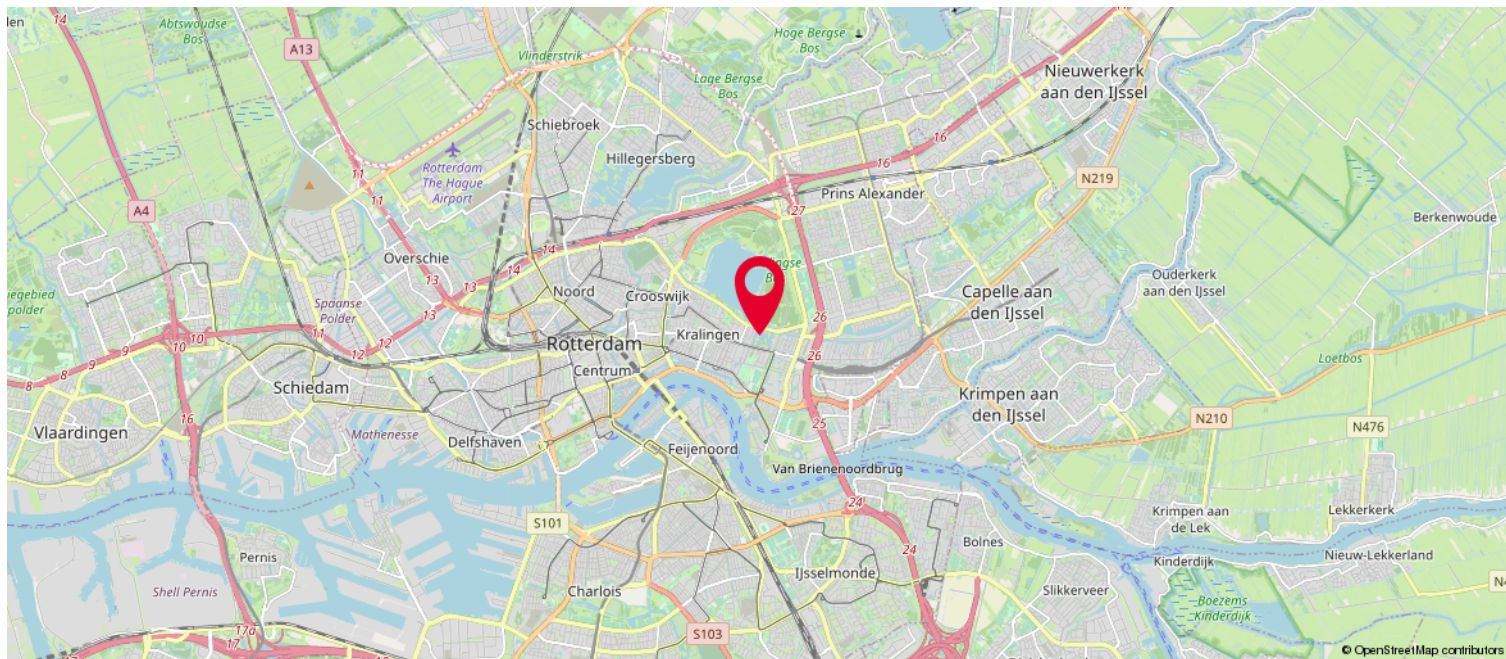 14
Abtswoudse
Bos
A13
Vlinderstrik
Hoge Bergse
Bos
16
Nieuwerkerk
aan den IJssel
Lage Bergse
Bos
Schiebroek
Hillegersberg
16
16
Rotterdam
The Hague
Airport
11
11
N219
Prins Alexander
A4
27
Berkenwoude
14
14
Overschie
13
13
13
Noord
Crooswijk
Ouderkerk
aan den IJssel
Capelle aan
den IJssel
Spaanse
Polder
polder
26
26
11
12
12
10
10
9
9
8
8
Kralingen
Rotterdam
Centrum
Loetbos
Schiedam
Krimpen aan
den IJssel
16
N210
N476
Vlaardingen
Mathenesse
Delfshaven
25
Feijenoord
Van Brienenoordbrug
24
24
S101
Krimpen aan
de Lek
Lekkerkerk
Bolnes
Kinderdijk
Nieuw-Lekkerland
Pernis
IJsselmonde
Shell Pernis
Charlois
Slikkerveer
Boezems
Kinderdijk
17a
17
17
S103
© OpenStreetMap contributors